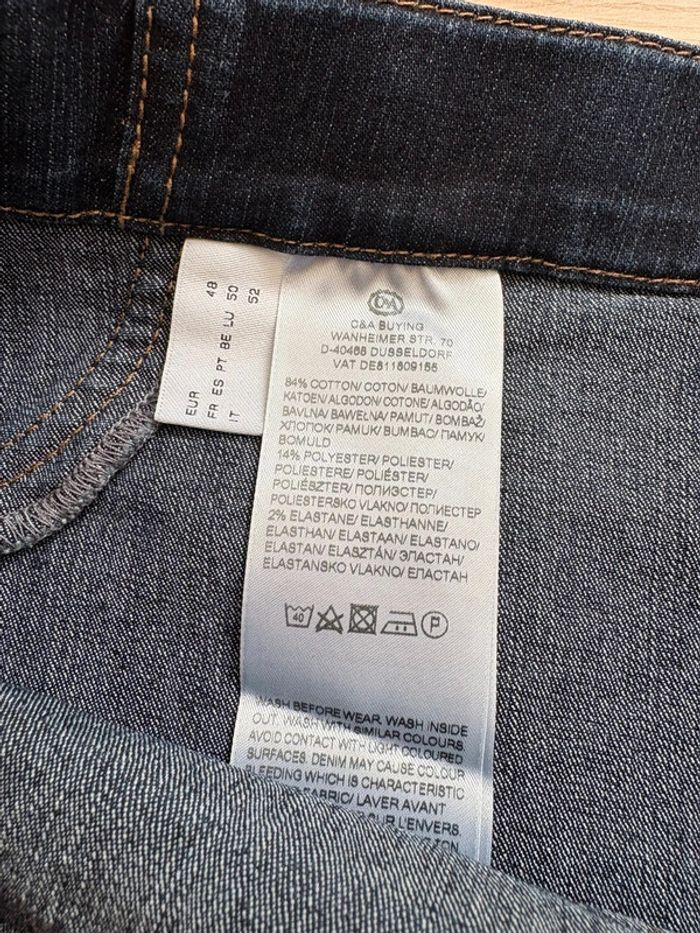 EUR 48
FR ES PT BE LU 50
IT 52
C&A
C&A BUYING
WANHEIMER STR. 70
D-40468 DUSSELDORF
VAT DE811809155
84% COTTON/ COTON/ BAUMWOLLE/
KATOEN/ ALGODON/ COTONE/ ALGODÃO/
BAVLNA/ BAWEŁNA/ PAMUT/ BOMBAŽ/
ХЛОПОК/ PAMUK/ BUMBAC/ ПАМУК/
BOMULD
14% POLYESTER/ POLIESTER/
POLIESTERE/ POLIÉSTER/
POLIÉSZTER/ ПОЛИЭСТЕР/
POLIESTERSKO VLAKNO/ ПОЛИЕСТЕР
2% ELASTANE/ ELASTHANNE/
ELASTHAN/ ELASTAAN/ ELASTANO/
ELASTAN/ ELASZTÁN/ ЭЛАСТАН/
ELASTANSKO VLAKNO/ ЕЛАСТАН
40 P
WASH BEFORE WEAR. WASH INSIDE
OUT. WASH WITH SIMILAR COLOURS.
AVOID CONTACT WITH LIGHT COLOURED
SURFACES. DENIM MAY CAUSE COLOUR
BLEEDING WHICH IS CHARACTERISTIC
FABRIC/ LAVER AVANT
L'ENVERS.